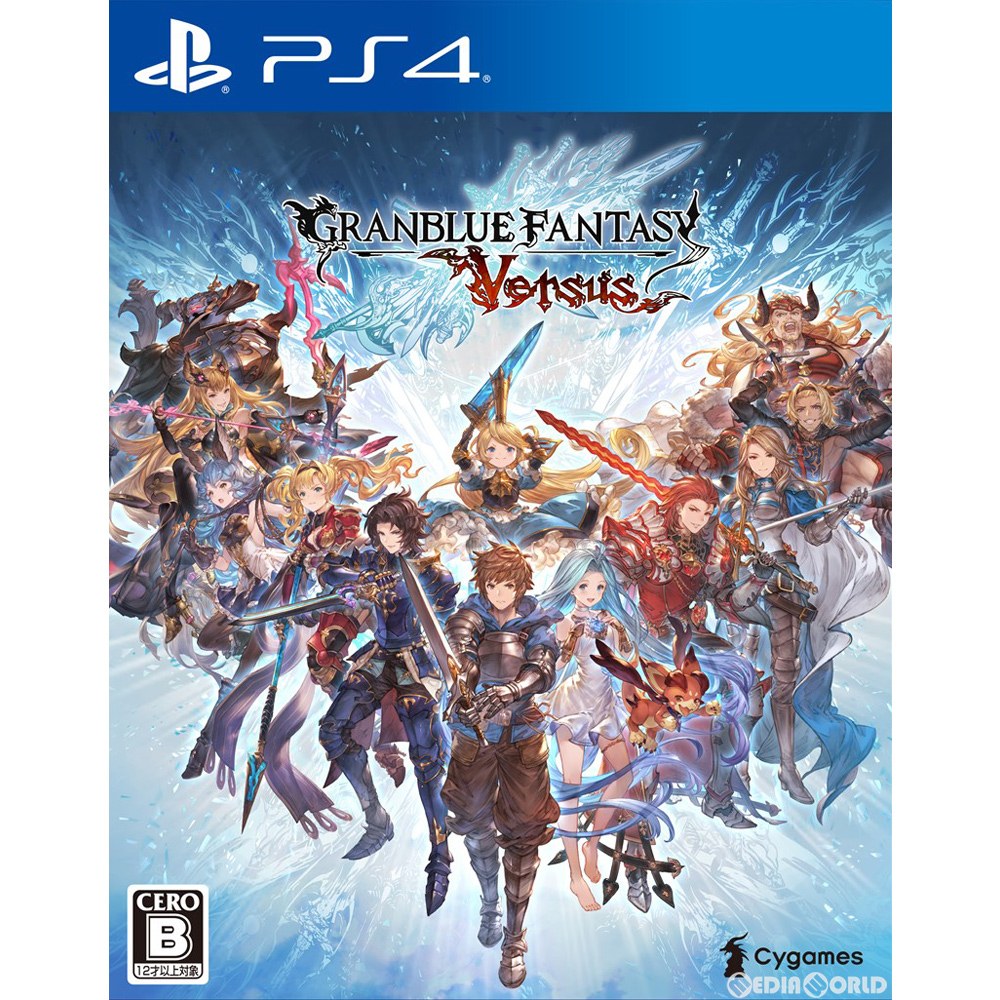 PS4
GRANBLUE FANTASY
Versus
CERO
B
12才以上対象
Cygames
MEDIAWORLD